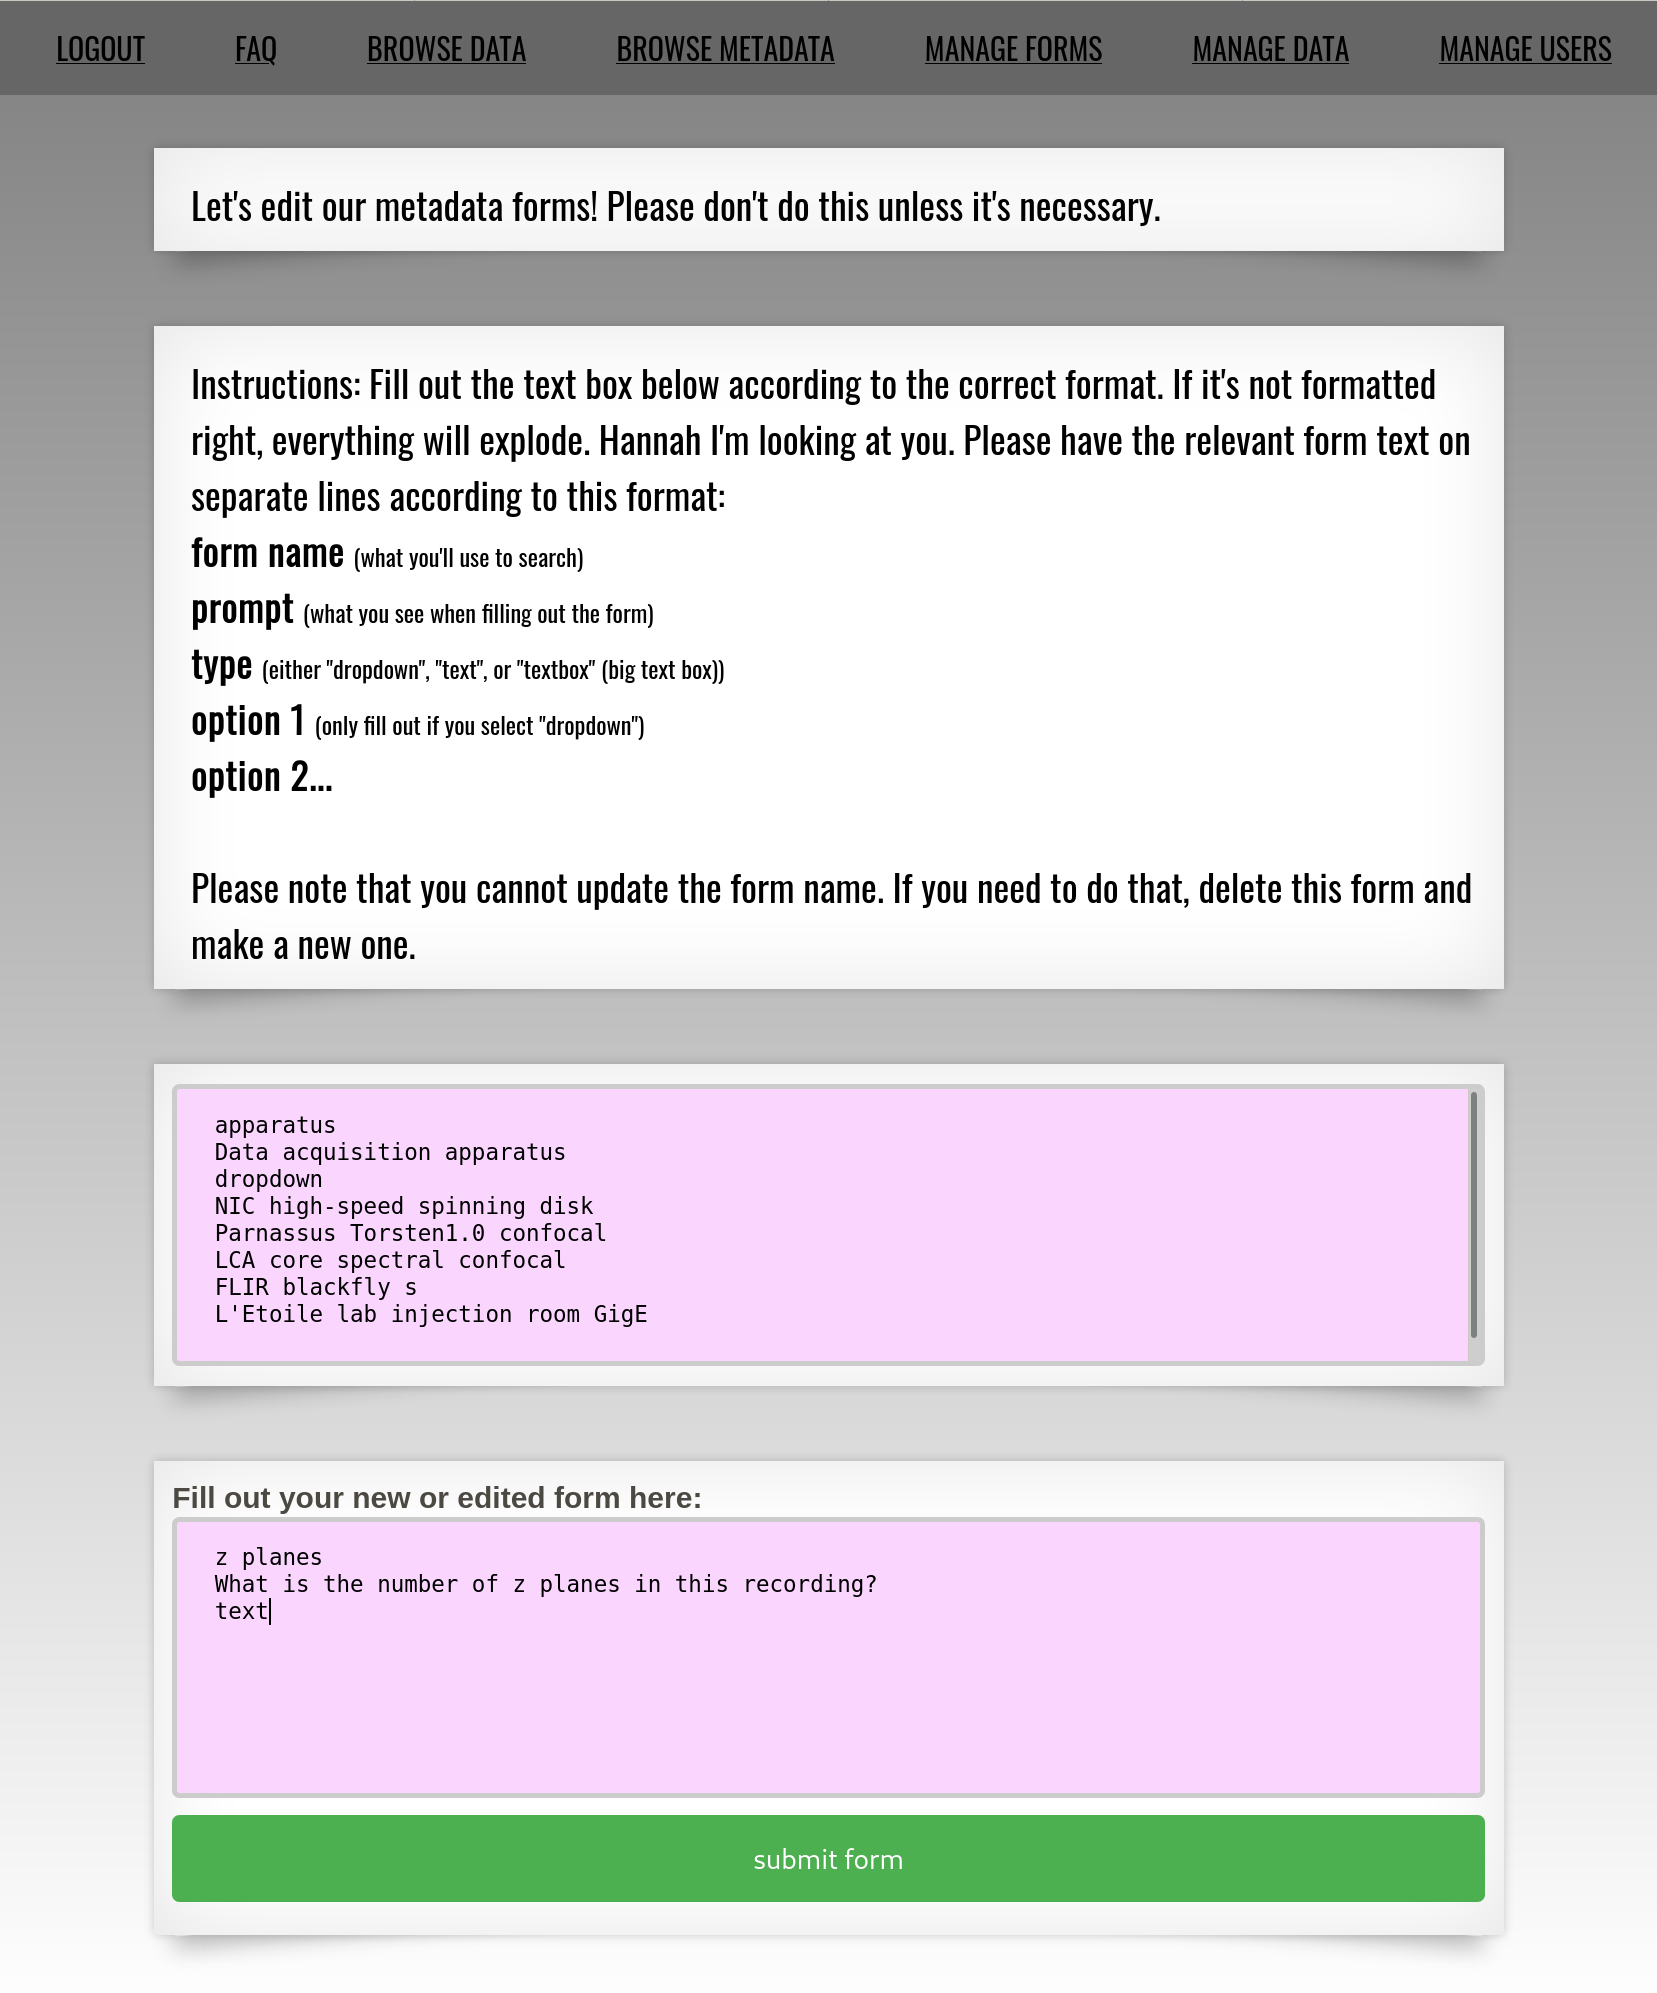 LOGOUT FAQ BROWSE DATA BROWSE METADATA MANAGE FORMS MANAGE DATA MANAGE USERS
Let's edit our metadata forms! Please don't do this unless it's necessary.
Instructions: Fill out the text box below according to the correct format. If it's not formatted
right, everything will explode. Hannah I'm looking at you. Please have the relevant form text on
separate lines according to this format:
form name (what you'll use to search)
prompt (what you see when filling out the form)
type (either "dropdown", "text", or "textbox" (big text box))
option 1 (only fill out if you select "dropdown")
option 2...
Please note that you cannot update the form name. If you need to do that, delete this form and
make a new one.
apparatus
Data acquisition apparatus
dropdown
NIC high-speed spinning disk
Parnassus Torsten1.0 confocal
LCA core spectral confocal
FLIR blackfly s
L'Etoile lab injection room GigE
Fill out your new or edited form here:
z planes
What is the number of z planes in this recording?
text
submit form